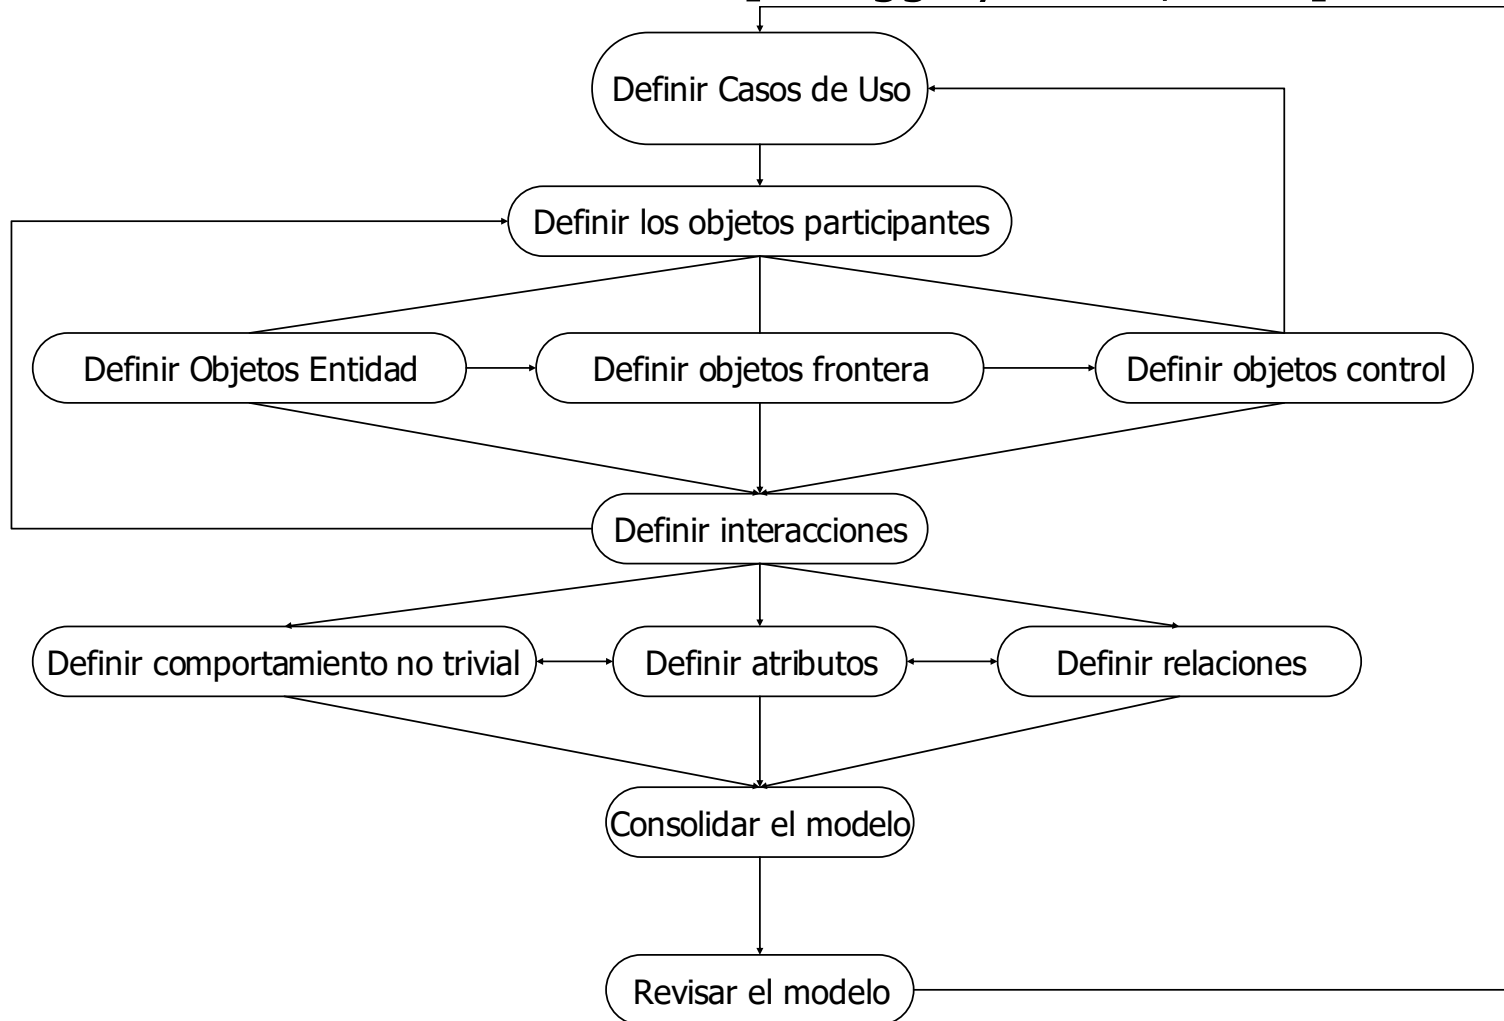 Definir Casos de Uso
Definir los objetos participantes
Definir Objetos Entidad
Definir objetos frontera
Definir objetos control
Definir interacciones
Definir comportamiento no trivial
Definir atributos
Definir relaciones
Consolidar el modelo
Revisar el modelo